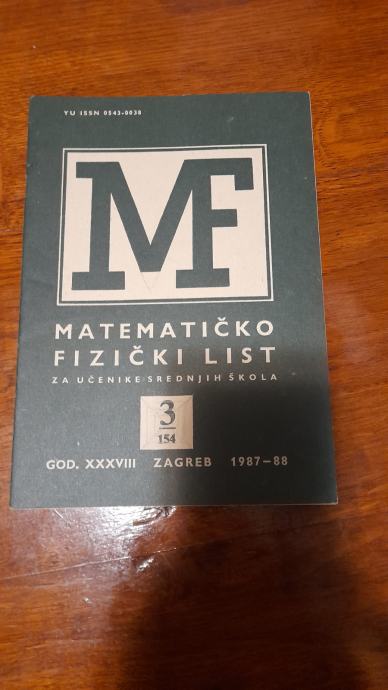 YU ISSN 0543-0038
MF
MATEMATIČKO
FIZIČKI LIST
ZA UČENIKE SREDNJIH ŠKOLA
3
154
GOD. XXXVIII ZAGREB 1987-88